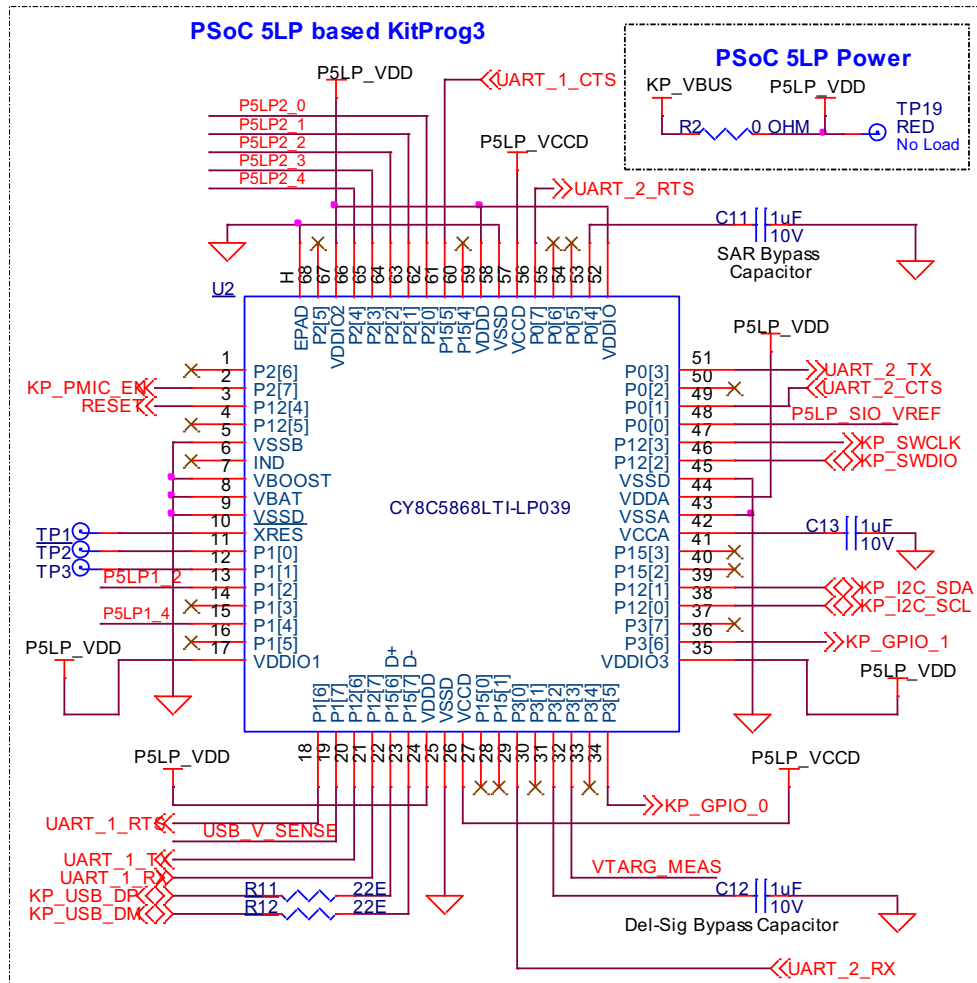 PSoC 5LP based KitProg3
PSoC 5LP Power
KP_VBUS
P5LP_VDD
R2
0 OHM
TP19
RED
No Load
P5LP_VDD
UART_1_CTS
P5LP2_0
P5LP2_1
P5LP2_2
P5LP2_3
P5LP2_4
P5LP_VCCD
UART_2_RTS
C11
1uF
10V
SAR Bypass
Capacitor
U2
H
68
67
66
65
64
63
62
61
60
59
58
57
56
55
54
53
52
EPAD
P2[5]
VDDIO2
P2[4]
P2[3]
P2[2]
P2[1]
P2[0]
P15[5]
P15[4]
VDDD
VSSD
VCCD
P0[7]
P0[6]
P0[5]
P0[4]
VDDIO
1 P2[6]
KP_PMIC_EN 2 P2[7]
RESET 3 P12[4]
4 P12[5]
5 VSSB
6 IND
7 VBOOST
8 VBAT
9 VSSD
TP1 10 XRES
TP2 11 P1[0]
TP3 12 P1[1]
P5LP1_2 13 P1[2]
14 P1[3]
P5LP1_4 15 P1[4]
16 P1[5]
17 VDDIO1
P5LP_VDD
CY8C5868LTI-LP039
P5LP_VDD
P0[3] 51 UART_2_TX
P0[2] 50
P0[1] 49 UART_2_CTS
P0[0] 48 P5LP_SIO_VREF
P12[3] 47 KP_SWCLK
P12[2] 46 KP_SWDIO
VSSD 45
VDDA 44
VSSA 43
VCCA 42
C13
1uF
10V
P15[3] 41
P15[2] 40
P12[1] 39 KP_I2C_SDA
P12[0] 38 KP_I2C_SCL
P3[7] 37
P3[6] 36 KP_GPIO_1
VDDIO3 35
P5LP_VDD
P1[6]
P1[7]
P12[6]
P12[7]
P15[6] D+
P15[7] D-
VDDD
VSSD
VCCD
P15[0]
P15[1]
P3[0]
P3[1]
P3[2]
P3[3]
P3[4]
P3[5]
18
19
20
21
22
23
24
25
26
27
28
29
30
31
32
33
34
P5LP_VDD
P5LP_VCCD
KP_GPIO_0
UART_1_RTS
USB_V_SENSE
UART_1_TX
UART_1_RX
KP_USB_DP
R11
22E
KP_USB_DM
R12
22E
VTARG_MEAS
C12
1uF
10V
Del-Sig Bypass Capacitor
UART_2_RX